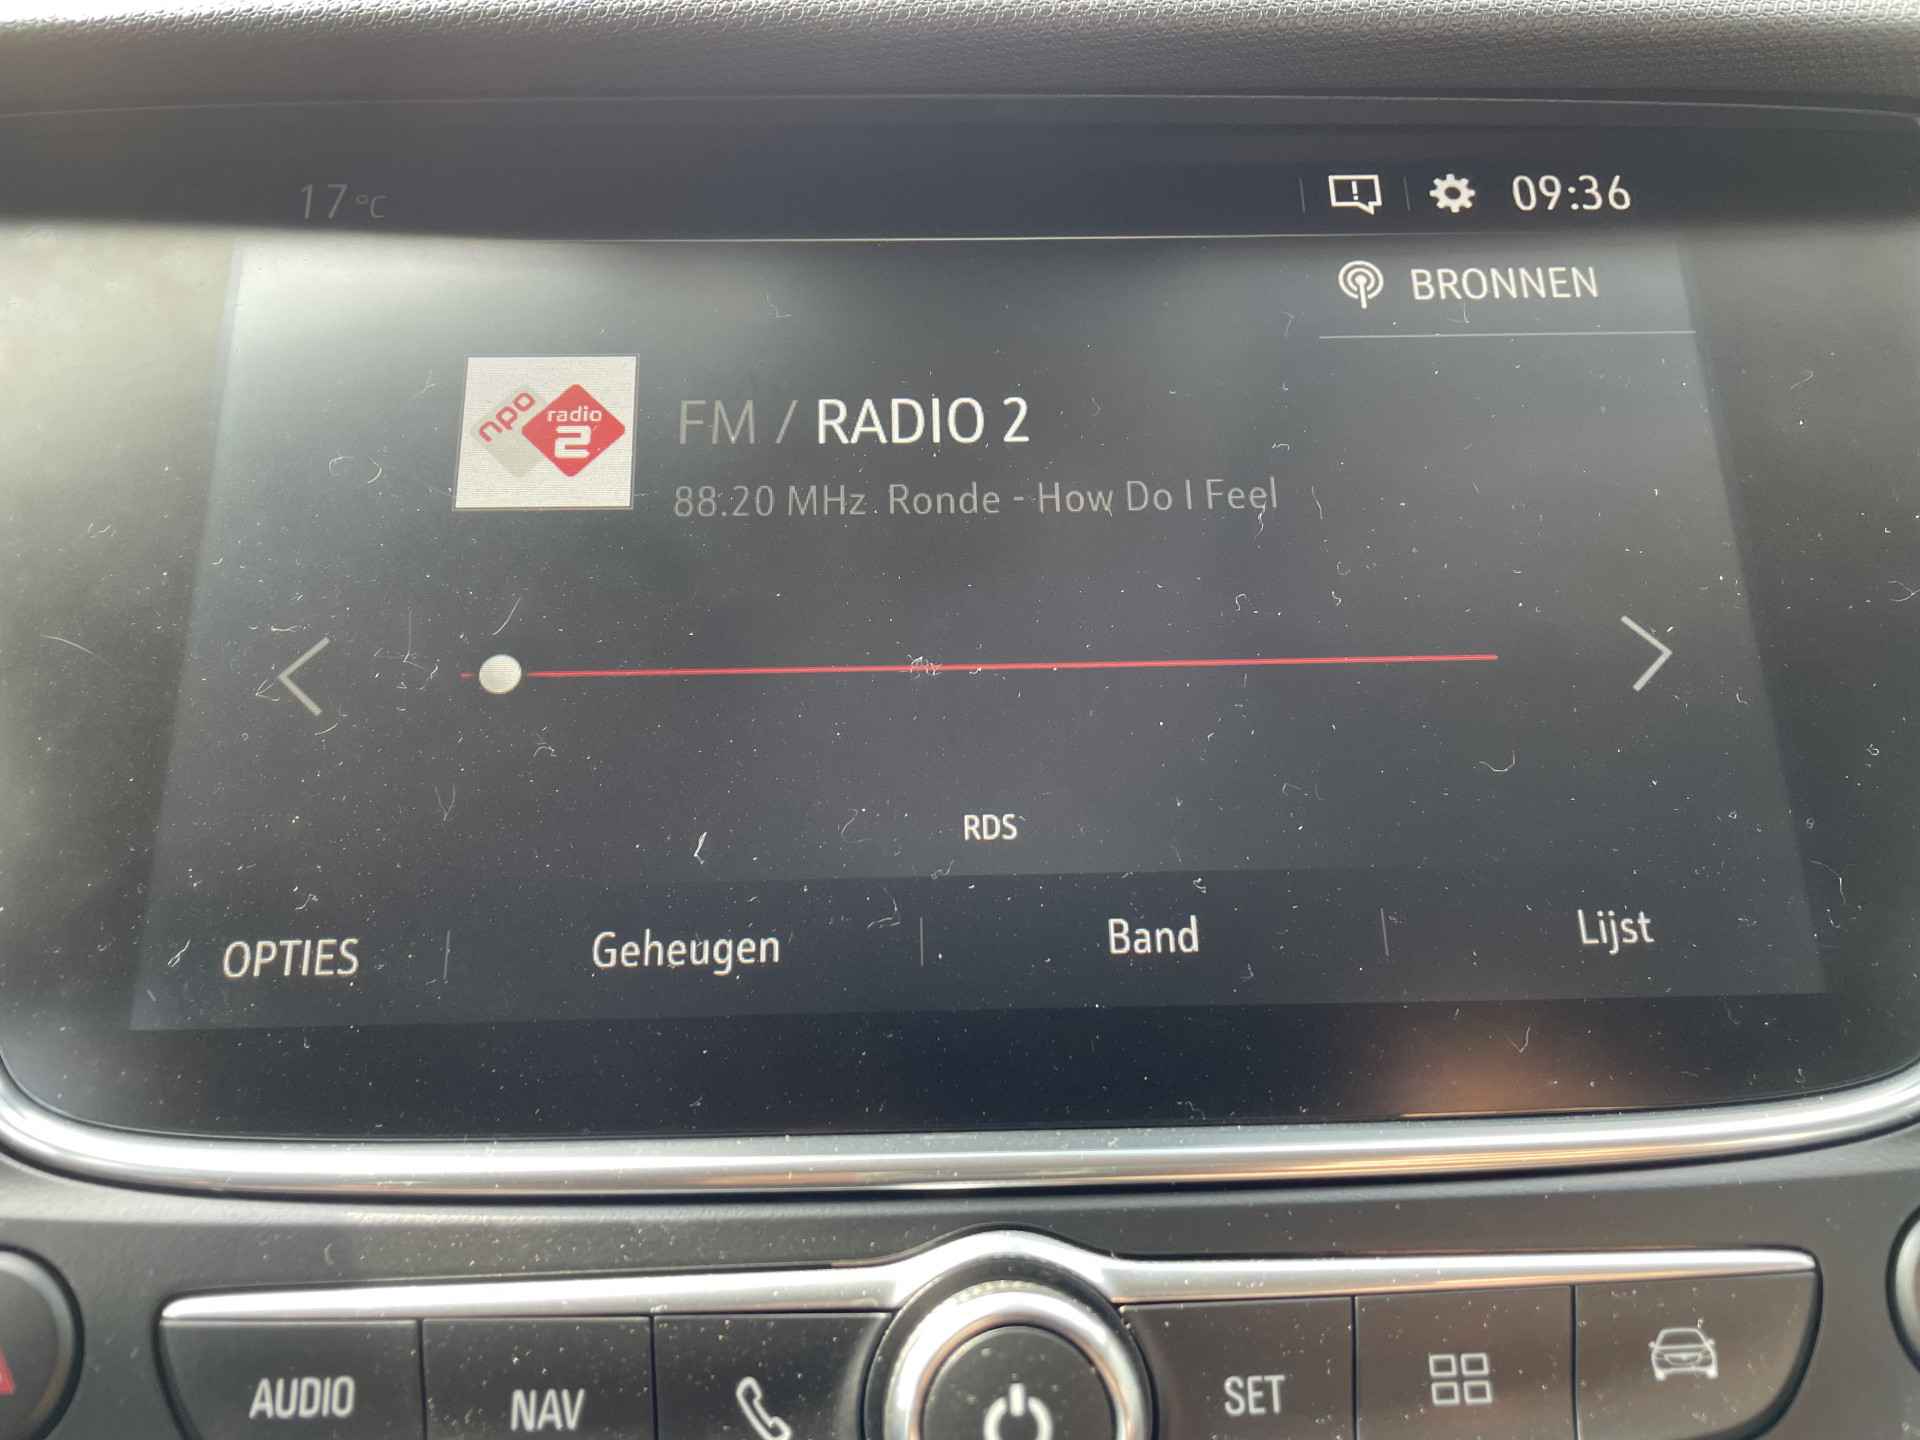 17 °C
09:36
BRONNEN
npo radio 2
FM / RADIO 2
88.20 MHz Ronde - How Do I Feel
RDS
OPTIES Geheugen Band Lijst
AUDIO NAV SET